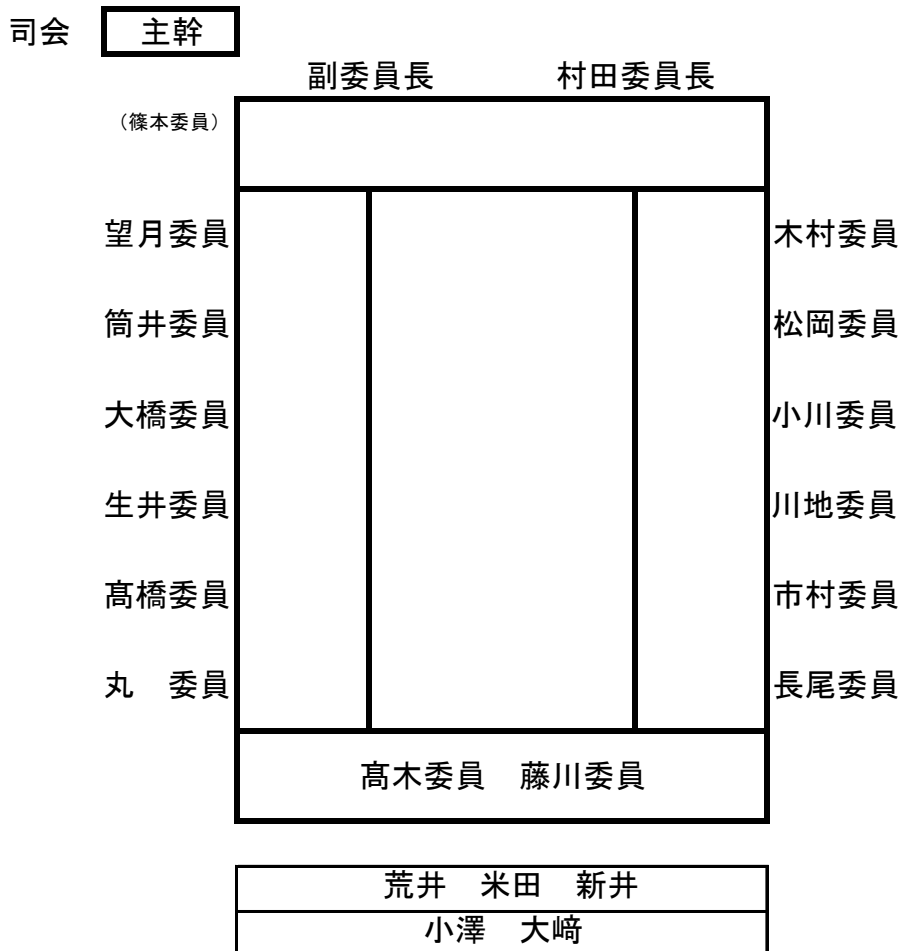 司会　主幹
副委員長　村田委員長
（篠本委員）
望月委員　木村委員
筒井委員　松岡委員
大橋委員　小川委員
生井委員　川地委員
髙橋委員　市村委員
丸　委員　長尾委員
髙木委員　藤川委員
荒井　米田　新井
小澤　大﨑